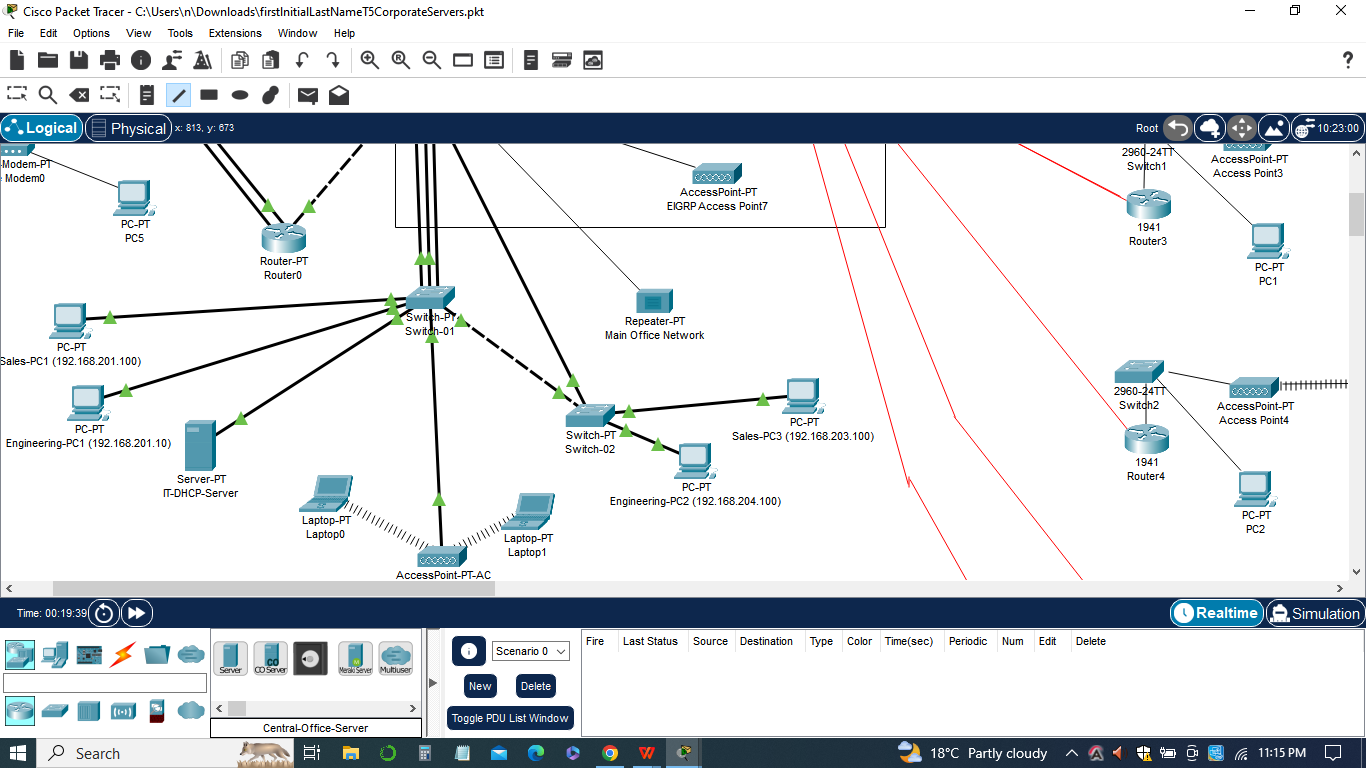 Cisco Packet Tracer - C:\Users\n\Downloads\firstInitialLastNameT5CorporateServers.pkt
File Edit Options View Tools Extensions Window Help
?
Logical Physical x: 813, y: 673 Root 10:23:00
-Modem-PT
Modem0
PC-PT
PC5
Router-PT
Router0
AccessPoint-PT
EIGRP Access Point7
2960-24TT
Switch1
AccessPoint-PT
Access Point3
1941
Router3
PC-PT
PC1
Switch-PT
Switch-01
Repeater-PT
Main Office Network
PC-PT
Sales-PC1 (192.168.201.100)
PC-PT
Engineering-PC1 (192.168.201.10)
Server-PT
IT-DHCP-Server
Switch-PT
Switch-02
PC-PT
Sales-PC3 (192.168.203.100)
PC-PT
Engineering-PC2 (192.168.204.100)
2960-24TT
Switch2
AccessPoint-PT
Access Point4
1941
Router4
PC-PT
PC2
Laptop-PT
Laptop0
Laptop-PT
Laptop1
AccessPoint-PT-AC
Time: 00:19:39 Realtime Simulation
Server CO Server Meraki Server Multiuser
Central-Office-Server
Scenario 0
New Delete
Toggle PDU List Window
Fire Last Status Source Destination Type Color Time(sec) Periodic Num Edit Delete
Search
18°C Partly cloudy 11:15 PM